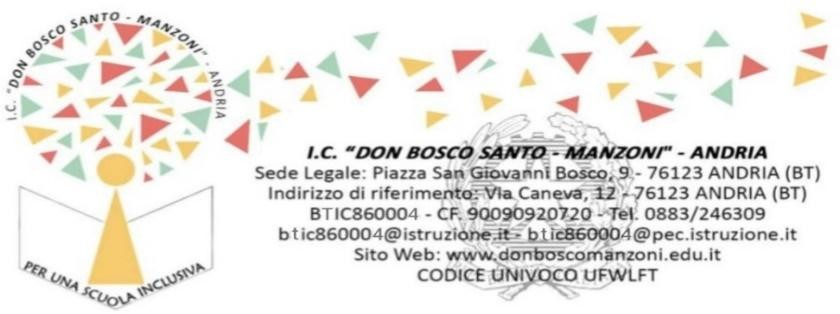 I.C. "DON BOSCO SANTO - MANZONI" - ANDRIA
PER UNA SCUOLA INCLUSIVA
I.C. "DON BOSCO SANTO - MANZONI" - ANDRIA
Sede Legale: Piazza San Giovanni Bosco, 9 - 76123 ANDRIA (BT)
Indirizzo di riferimento: Via Caneva, 12 - 76123 ANDRIA (BT)
BTIC860004 - CF. 90090920720 - Tel. 0883/246309
btic860004@istruzione.it - btic860004@pec.istruzione.it
Sito Web: www.donboscomanzoni.edu.it
CODICE UNIVOCO UFWLFT